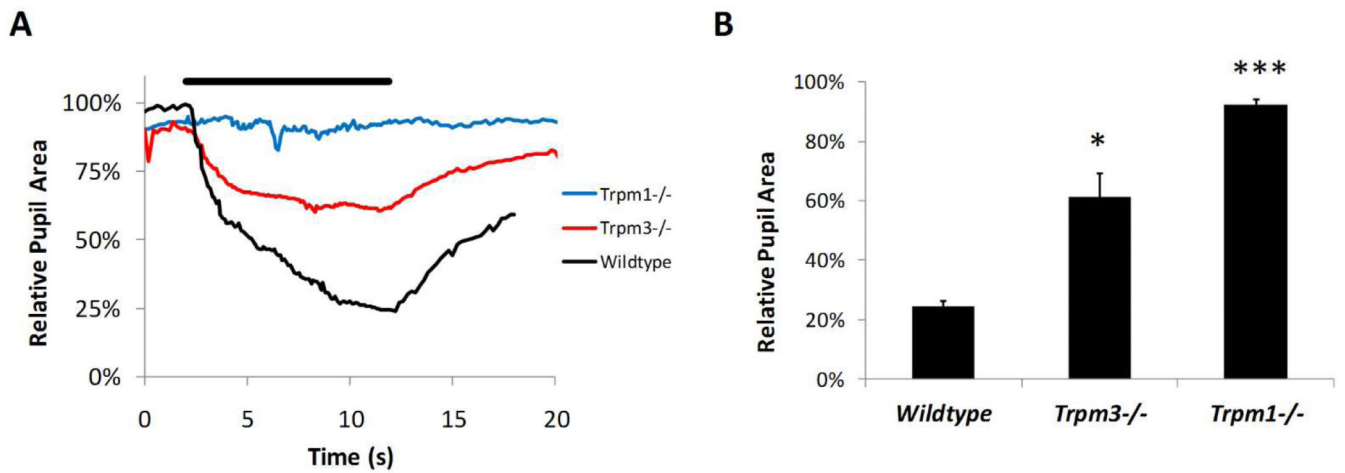 A
Relative Pupil Area
100%
75%
50%
25%
0%
0 5 10 15 20
Time (s)
Trpm1-/-
Trpm3-/-
Wildtype
B
Relative Pupil Area
100%
80%
60%
40%
20%
0%
*
***
Wildtype Trpm3-/- Trpm1-/-